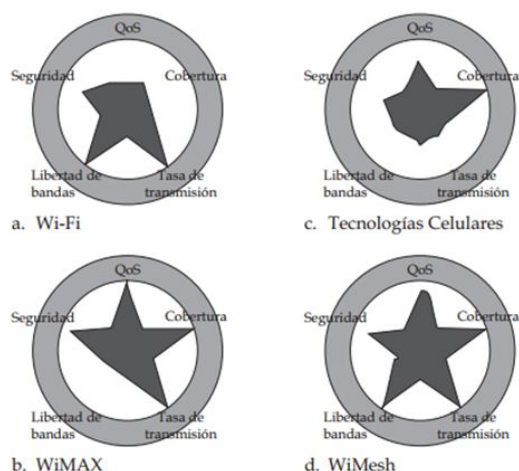 QoS
Seguridad
Cobertura
Libertad de
bandas
Tasa de
transmisión
a. Wi-Fi
QoS
Seguridad
Cobertura
Libertad de
bandas
Tasa de
transmisión
c. Tecnologías Celulares
QoS
Seguridad
Cobertura
Libertad de
bandas
Tasa de
transmisión
b. WiMAX
QoS
Seguridad
Cobertura
Libertad de
bandas
Tasa de
transmisión
d. WiMesh